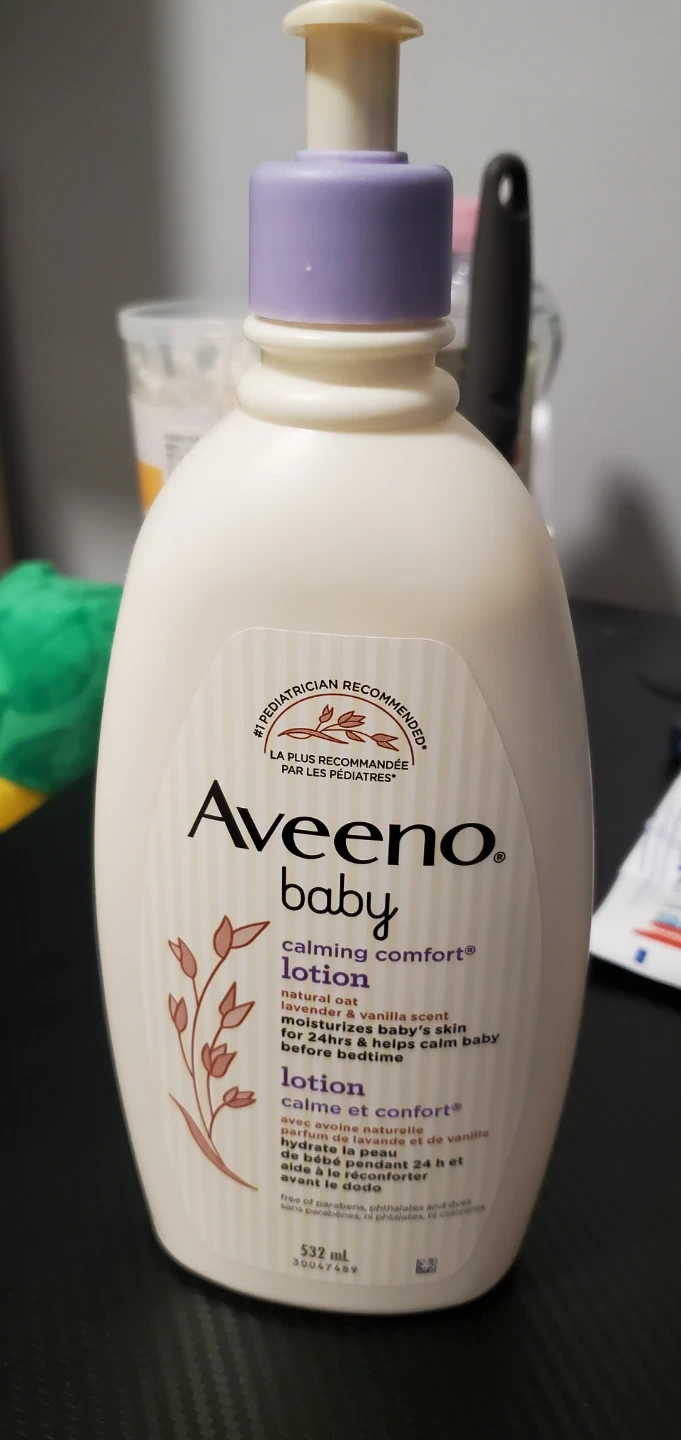 #1 PEDIATRICIAN RECOMMENDED*
LA PLUS RECOMMANDÉE
PAR LES PÉDIATRES*
Aveeno®
baby
calming comfort®
lotion
natural oat
lavender & vanilla scent
moisturizes baby's skin
for 24hrs & helps calm baby
before bedtime
lotion
calme et confort®
avec avoine naturelle
parfum de lavande et de vanille
hydrate la peau
de bébé pendant 24 h et
aide à le réconforter
avant le dodo
free of parabens, phthalates and dyes
sans parabènes, ni phtalates, ni colorants
532 mL
30047489